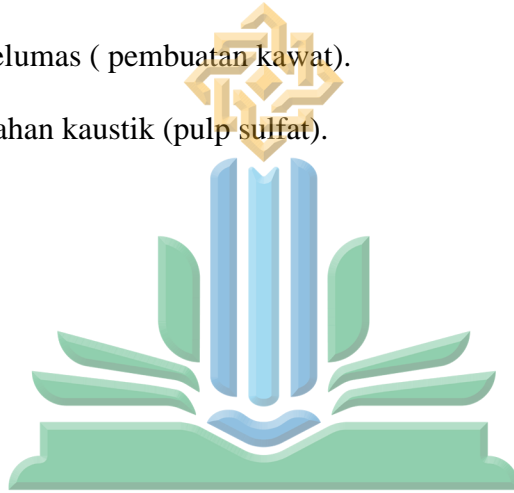 elumas ( pembuatan kawat).
ahan kaustik (pulp sulfat).